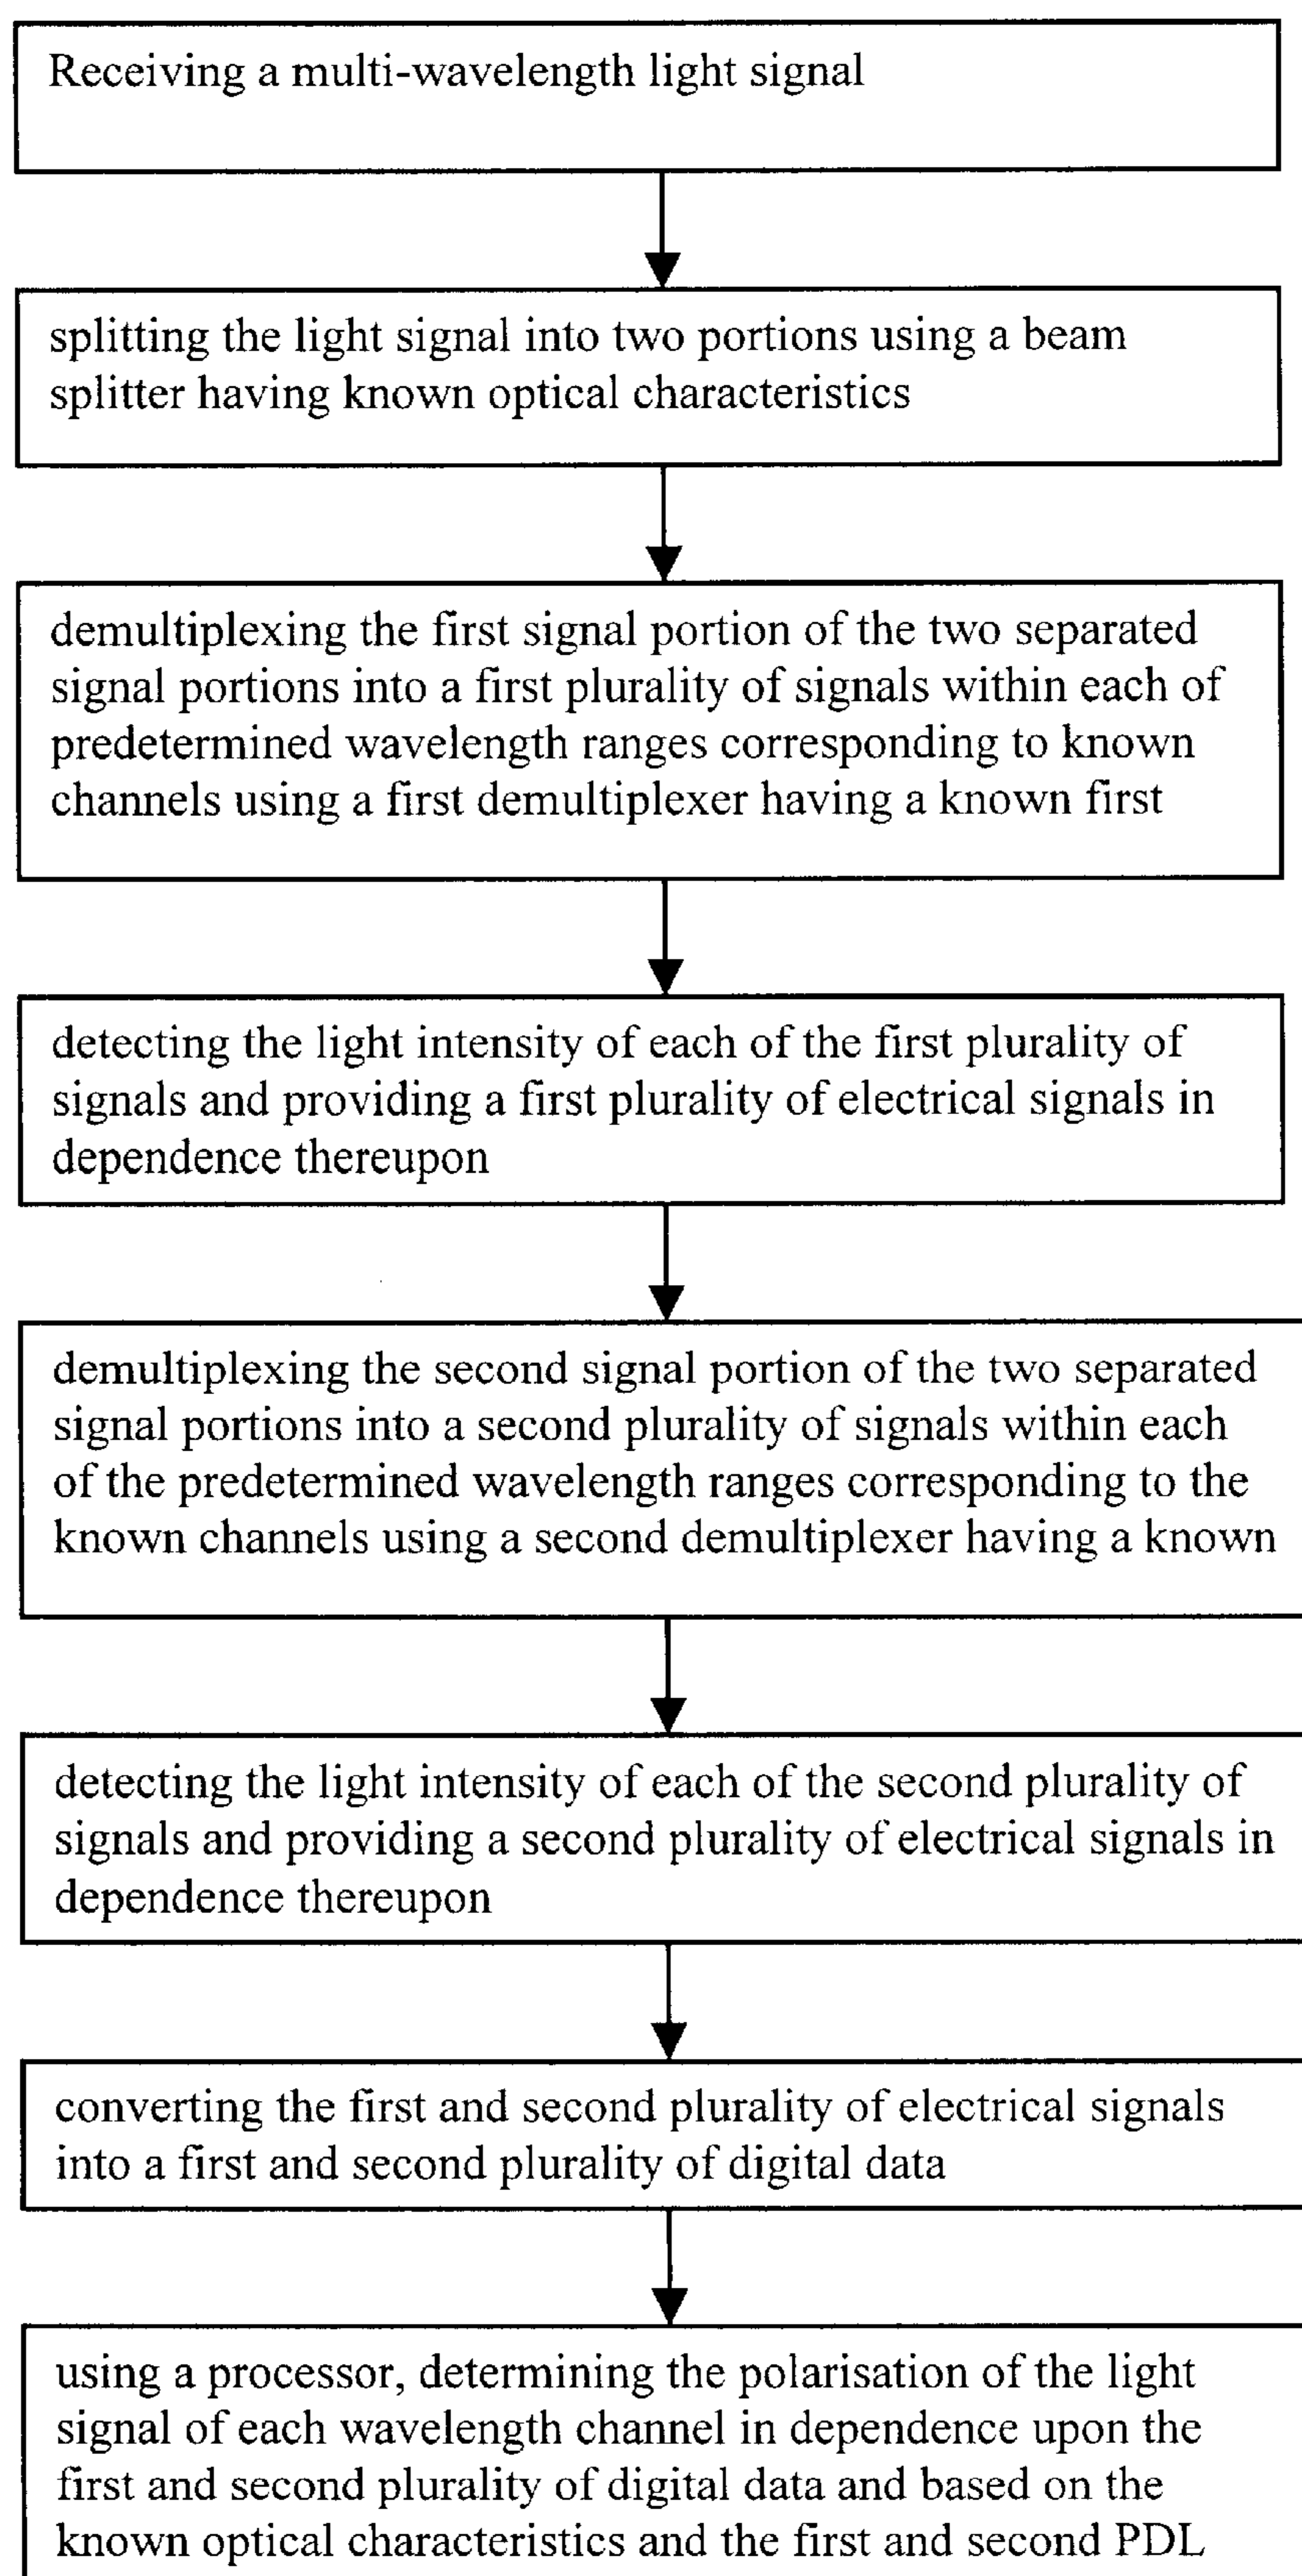 Receiving a multi-wavelength light signal
splitting the light signal into two portions using a beam
splitter having known optical characteristics
demultiplexing the first signal portion of the two separated
signal portions into a first plurality of signals within each of
predetermined wavelength ranges corresponding to known
channels using a first demultiplexer having a known first
detecting the light intensity of each of the first plurality of
signals and providing a first plurality of electrical signals in
dependence thereupon
demultiplexing the second signal portion of the two separated
signal portions into a second plurality of signals within each
of the predetermined wavelength ranges corresponding to the
known channels using a second demultiplexer having a known
detecting the light intensity of each of the second plurality of
signals and providing a second plurality of electrical signals in
dependence thereupon
converting the first and second plurality of electrical signals
into a first and second plurality of digital data
using a processor, determining the polarisation of the light
signal of each wavelength channel in dependence upon the
first and second plurality of digital data and based on the
known optical characteristics and the first and second PDL